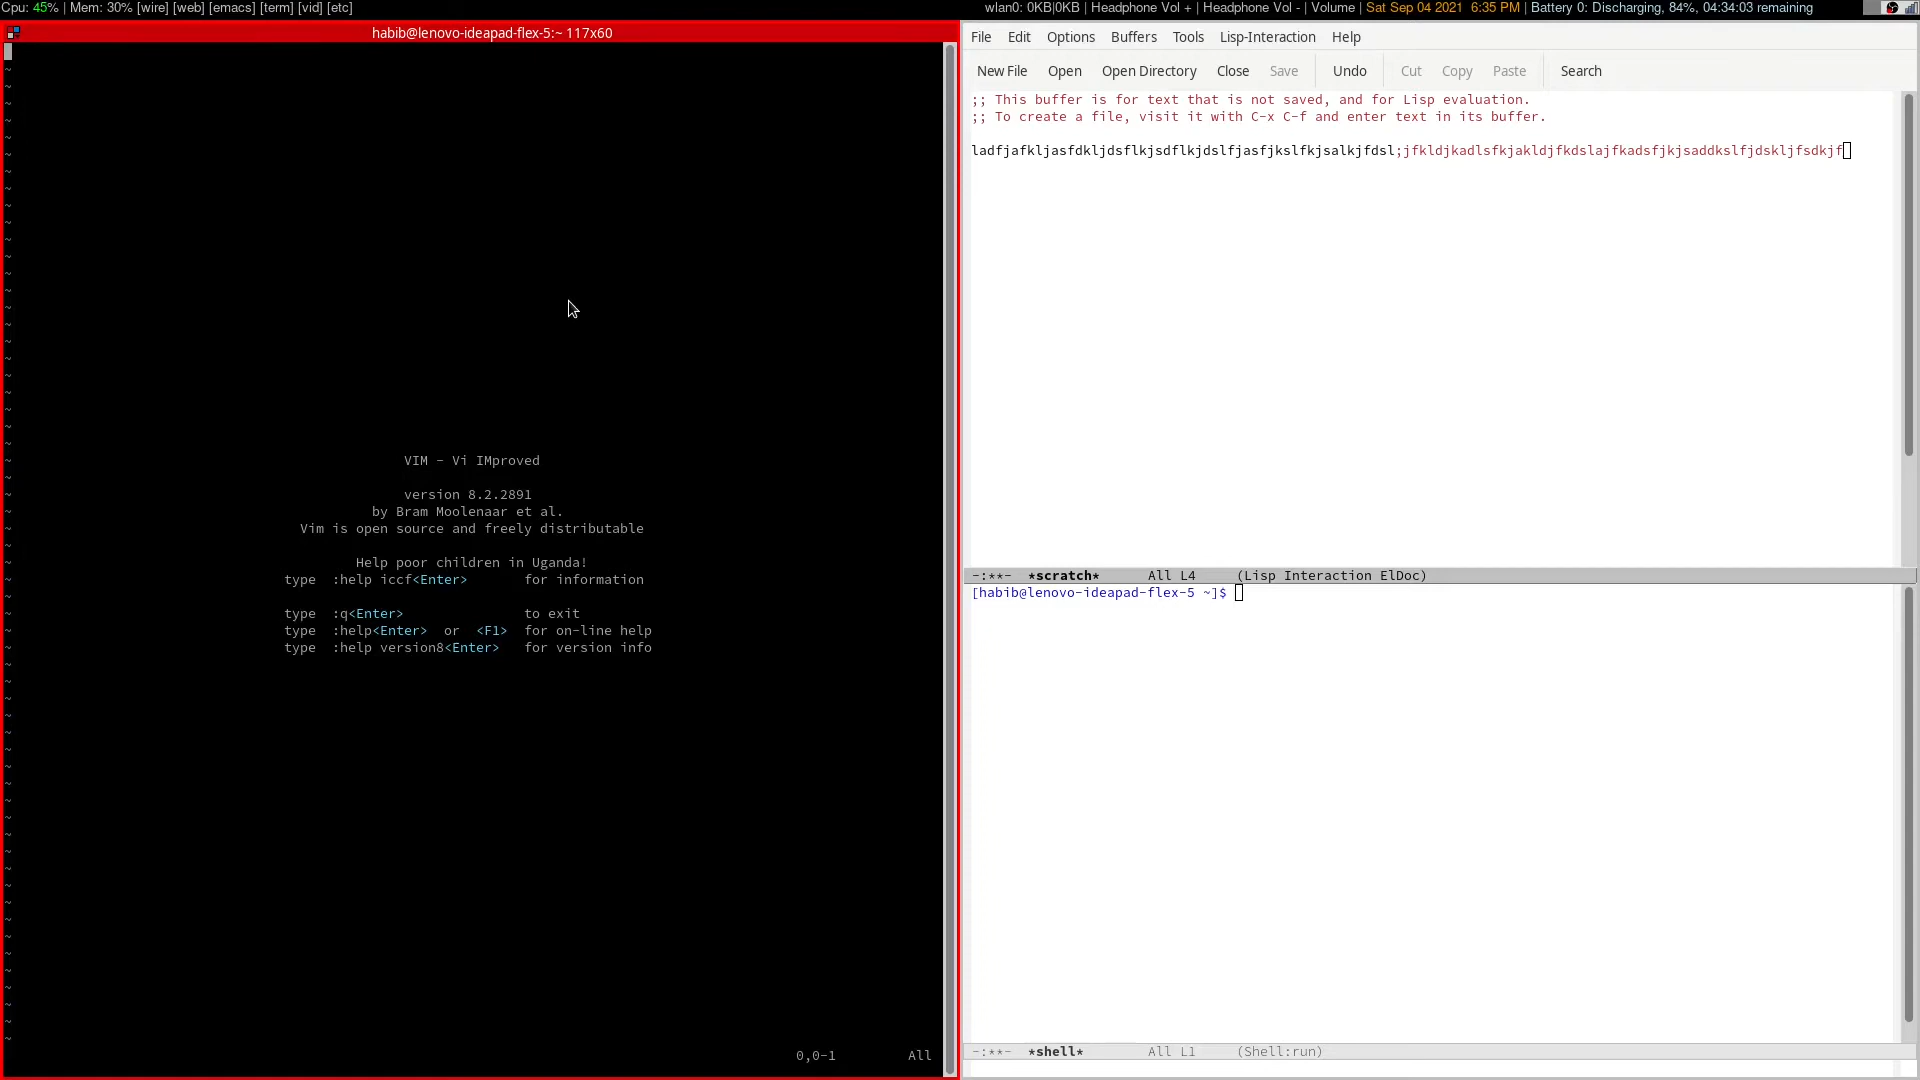 Cpu: 45% | Mem: 30% [wire] [web] [emacs] [term] [vid] [etc]
wlan0: 0KB|0KB | Headphone Vol + | Headphone Vol - | Volume | Sat Sep 04 2021 6:35 PM | Battery 0: Discharging, 84%, 04:34:03 remaining
habib@lenovo-ideapad-flex-5:~ 117x60
VIM - Vi IMproved
version 8.2.2891
by Bram Moolenaar et al.
Vim is open source and freely distributable
Help poor children in Uganda!
type :help iccf<Enter> for information
type :q<Enter> to exit
type :help<Enter> or <F1> for on-line help
type :help version8<Enter> for version info
0,0-1 All
File Edit Options Buffers Tools Lisp-Interaction Help
New File Open Open Directory Close Save Undo Cut Copy Paste Search
;; This buffer is for text that is not saved, and for Lisp evaluation.
;; To create a file, visit it with C-x C-f and enter text in its buffer.
ladfjafkljasfdkljdsflkjsdflkjdslfjasfjkslfkjsalkjfdsl;jfkldjkadlsfkjakldjfkdslajfkadsfjkjsaddkslfjdskljfsdkjf
-:**- *scratch* All L4 (Lisp Interaction ElDoc)
[habib@lenovo-ideapad-flex-5 ~]$
-:**- *shell* All L1 (Shell:run)